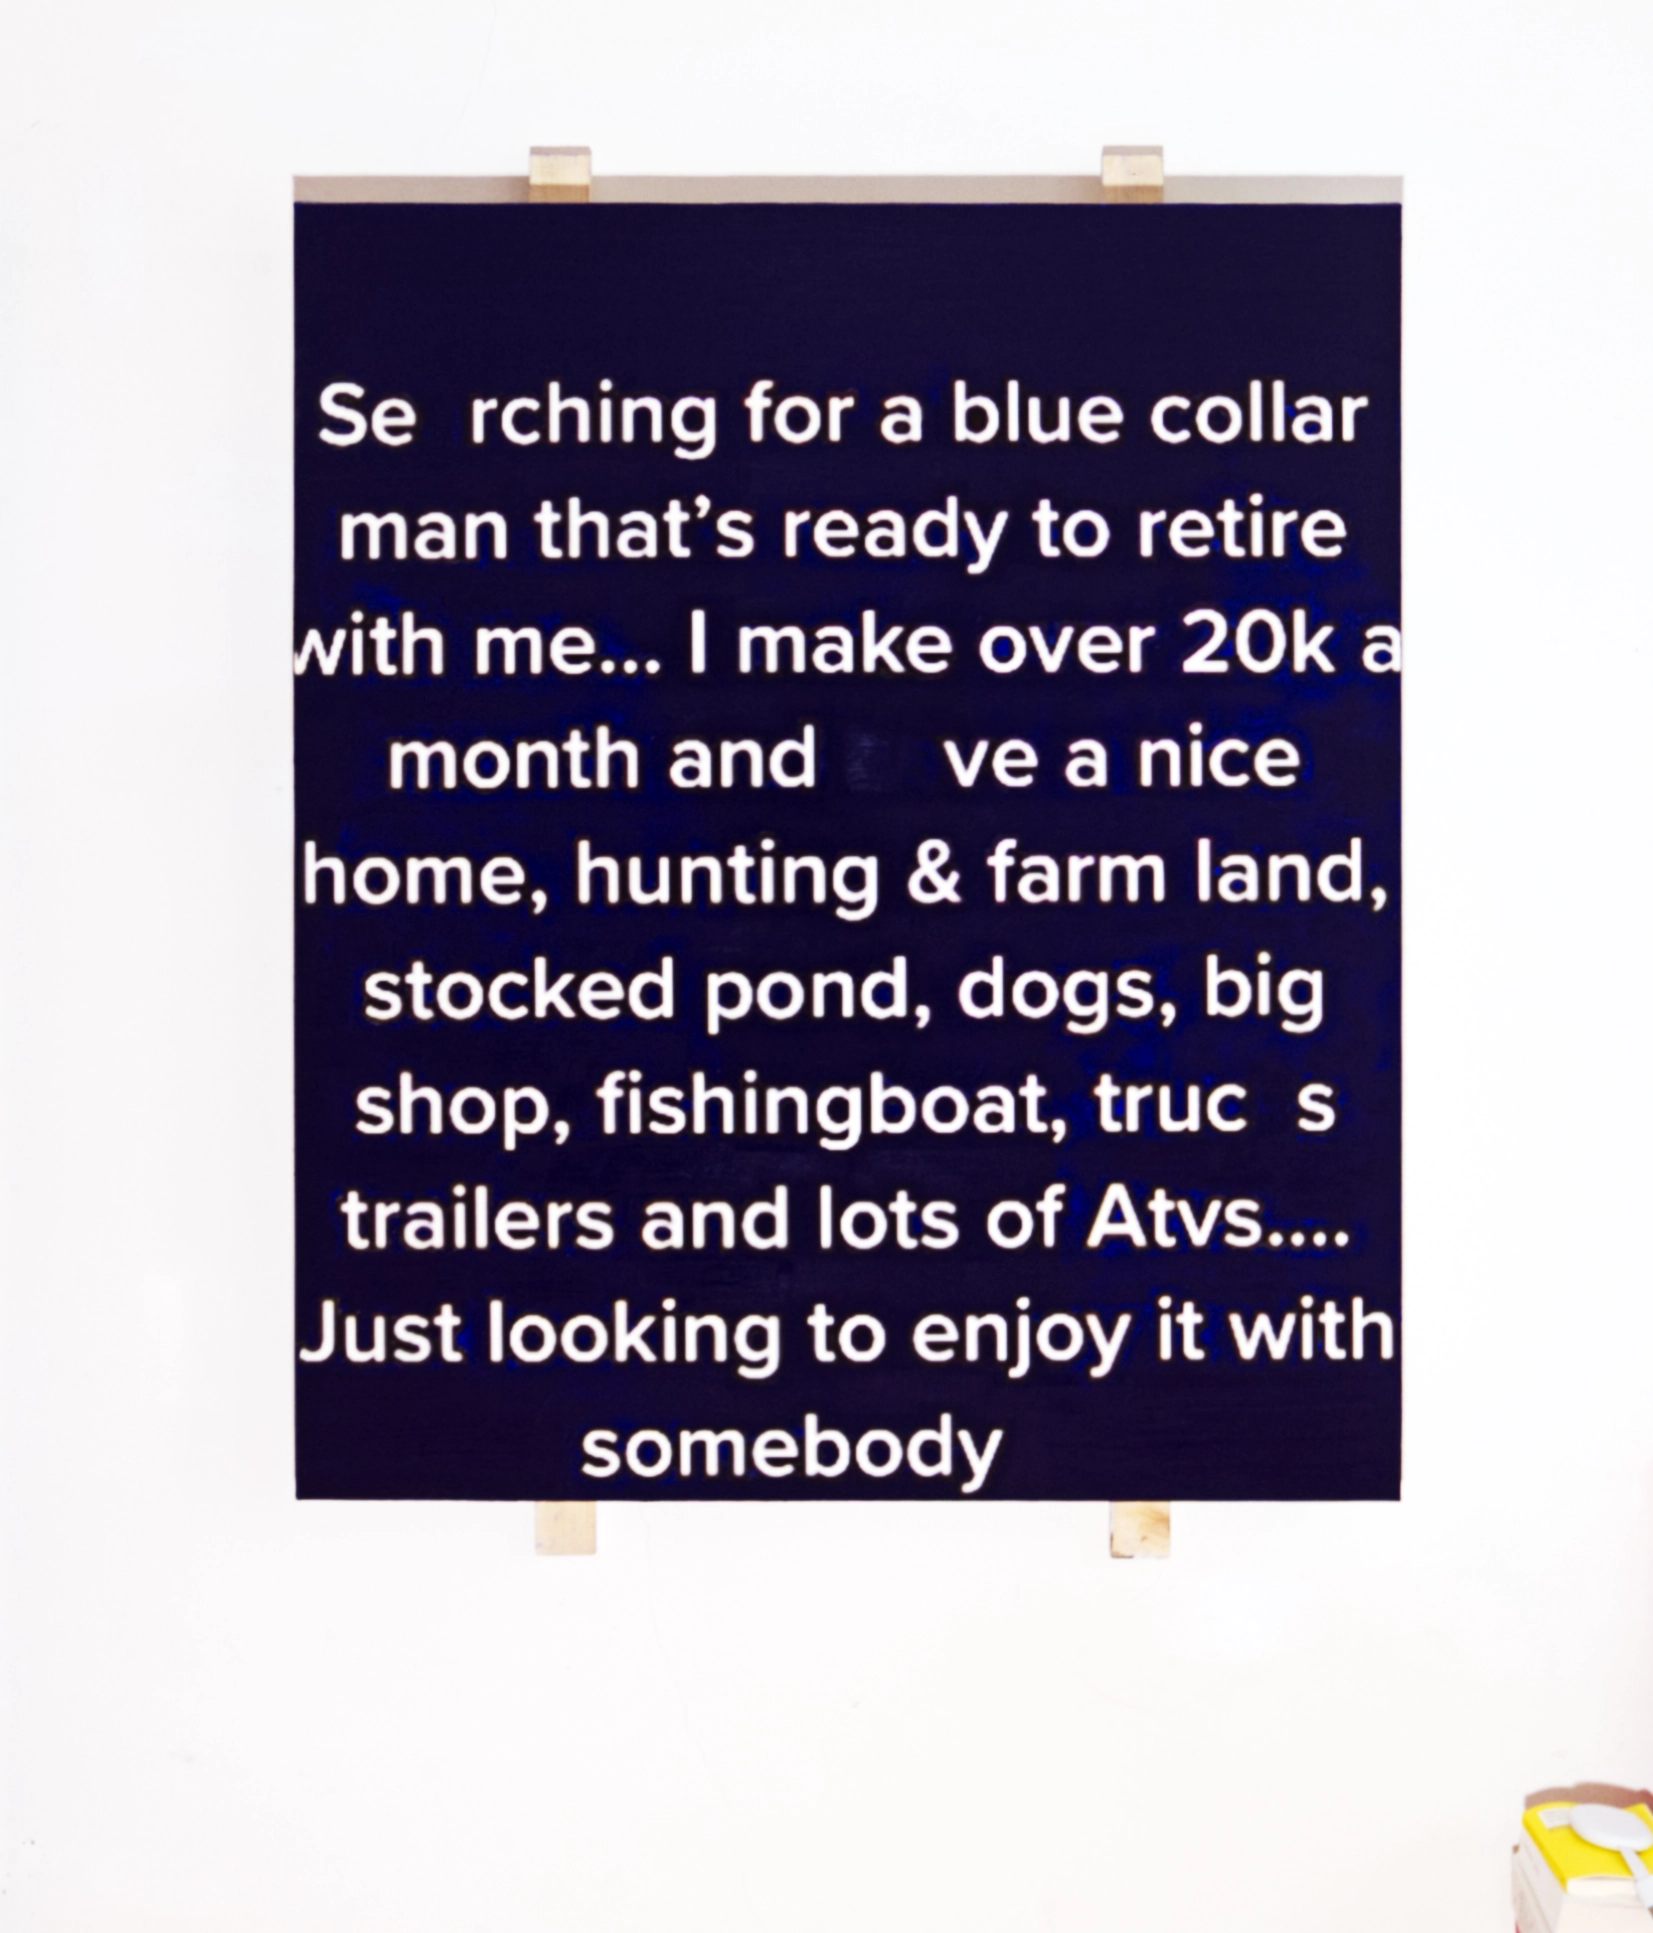 Se rching for a blue collar
man that’s ready to retire
with me... I make over 20k a
month and ve a nice
home, hunting & farm land,
stocked pond, dogs, big
shop, fishingboat, truc s
trailers and lots of Atvs....
Just looking to enjoy it with
somebody